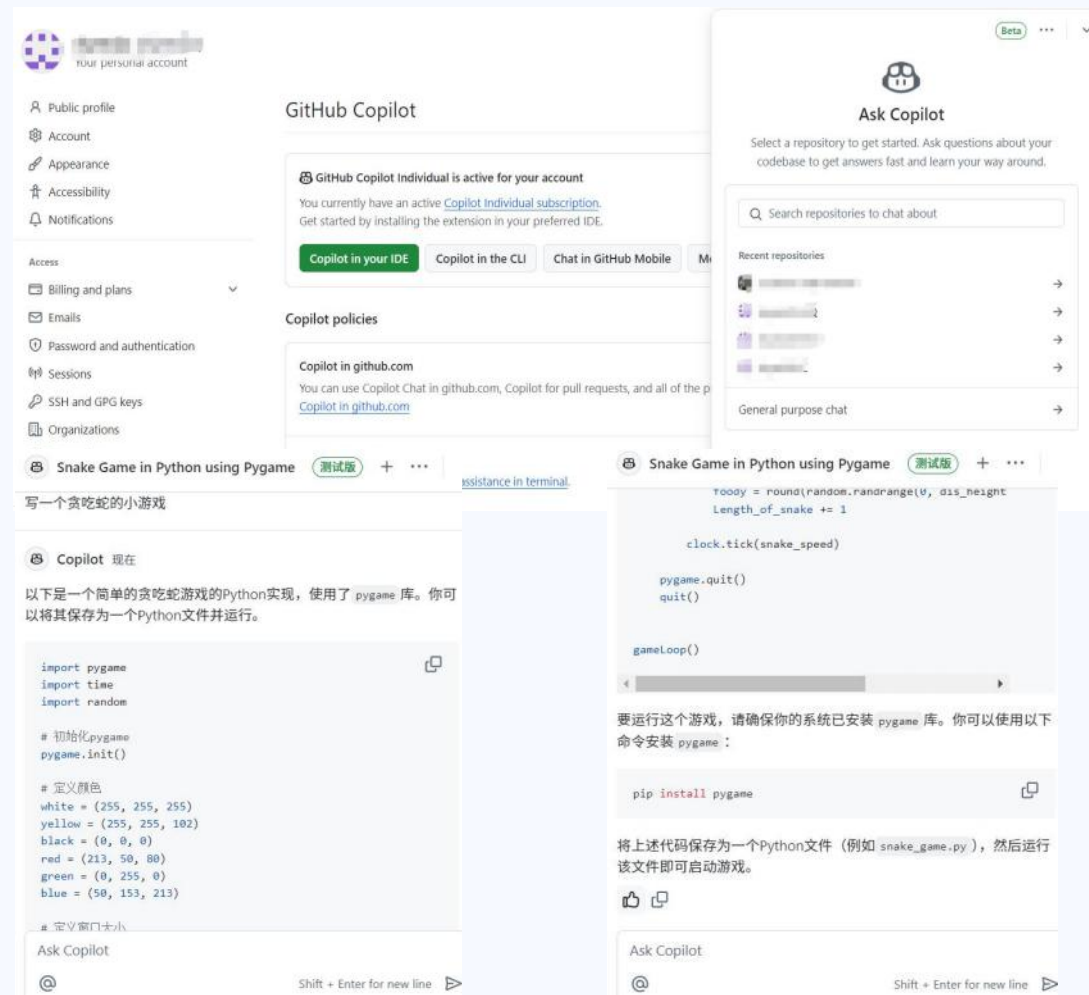 Your personal account
Public profile
Account
Appearance
Accessibility
Notifications
Access
Billing and plans
Emails
Password and authentication
Sessions
SSH and GPG keys
Organizations
GitHub Copilot
GitHub Copilot Individual is active for your account
You currently have an active Copilot Individual subscription.
Get started by installing the extension in your preferred IDE.
Copilot in your IDE Copilot in the CLI Chat in GitHub Mobile
Copilot policies
Copilot in github.com
You can use Copilot Chat in github.com, Copilot for pull requests, and all of the p
Copilot in github.com
assistance in terminal.
Beta
Ask Copilot
Select a repository to get started. Ask questions about your
codebase to get answers fast and learn your way around.
Search repositories to chat about
Recent repositories
General purpose chat
Snake Game in Python using Pygame 测试版
写一个贪吃蛇的小游戏
Copilot 现在
以下是一个简单的贪吃蛇游戏的Python实现，使用了 pygame 库。你可
以将其保存为一个Python文件并运行。
import pygame
import time
import random
# 初始化pygame
pygame.init()
# 定义颜色
white = (255, 255, 255)
yellow = (255, 255, 102)
black = (0, 0, 0)
red = (213, 50, 80)
green = (0, 255, 0)
blue = (50, 153, 213)
# 定义窗口大小
Ask Copilot
@ Shift + Enter for new line
Snake Game in Python using Pygame 测试版
foody = round(random.randrange(0, dis_height
Length_of_snake += 1
clock.tick(snake_speed)
pygame.quit()
quit()
gameLoop()
要运行这个游戏，请确保你的系统已安装 pygame 库。你可以使用以下
命令安装 pygame ：
pip install pygame
将上述代码保存为一个Python文件（例如 snake_game.py ），然后运行
该文件即可启动游戏。
Ask Copilot
@ Shift + Enter for new line